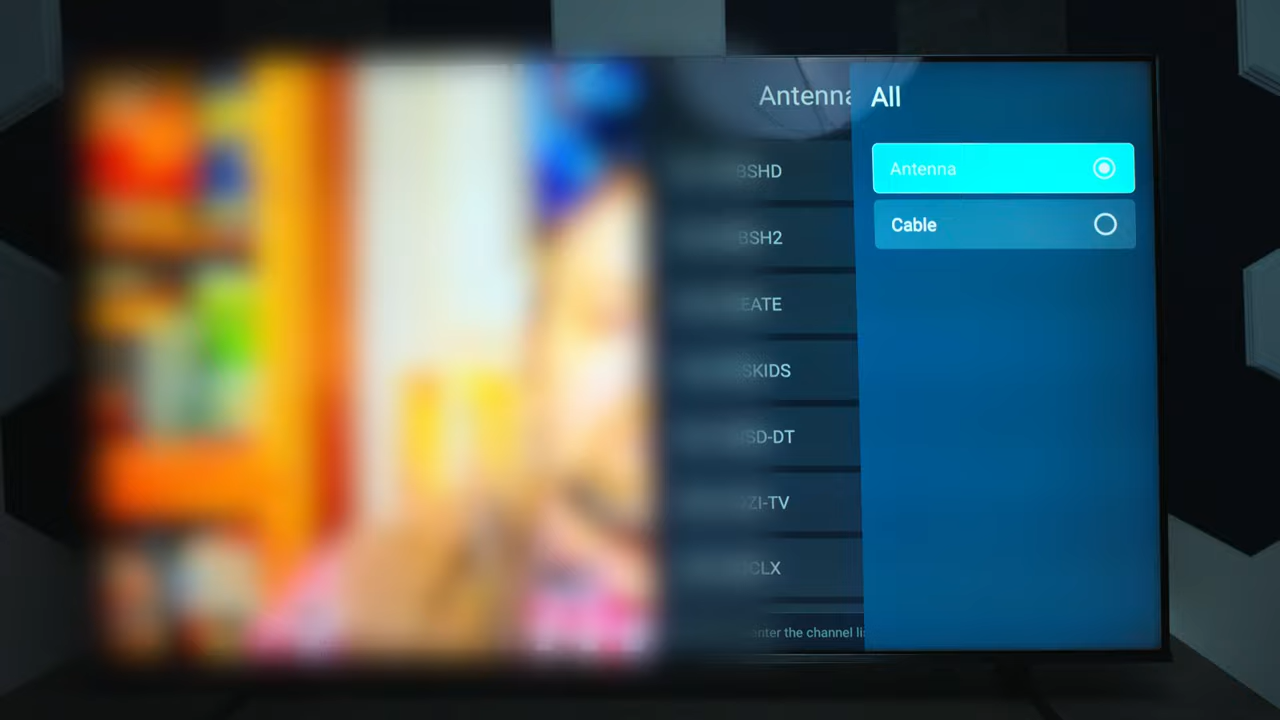 Antenna
BSHD
BSH2
EATE
SKIDS
SD-DT
ZI-TV
CLX
enter the channel li
All
Antenna
Cable